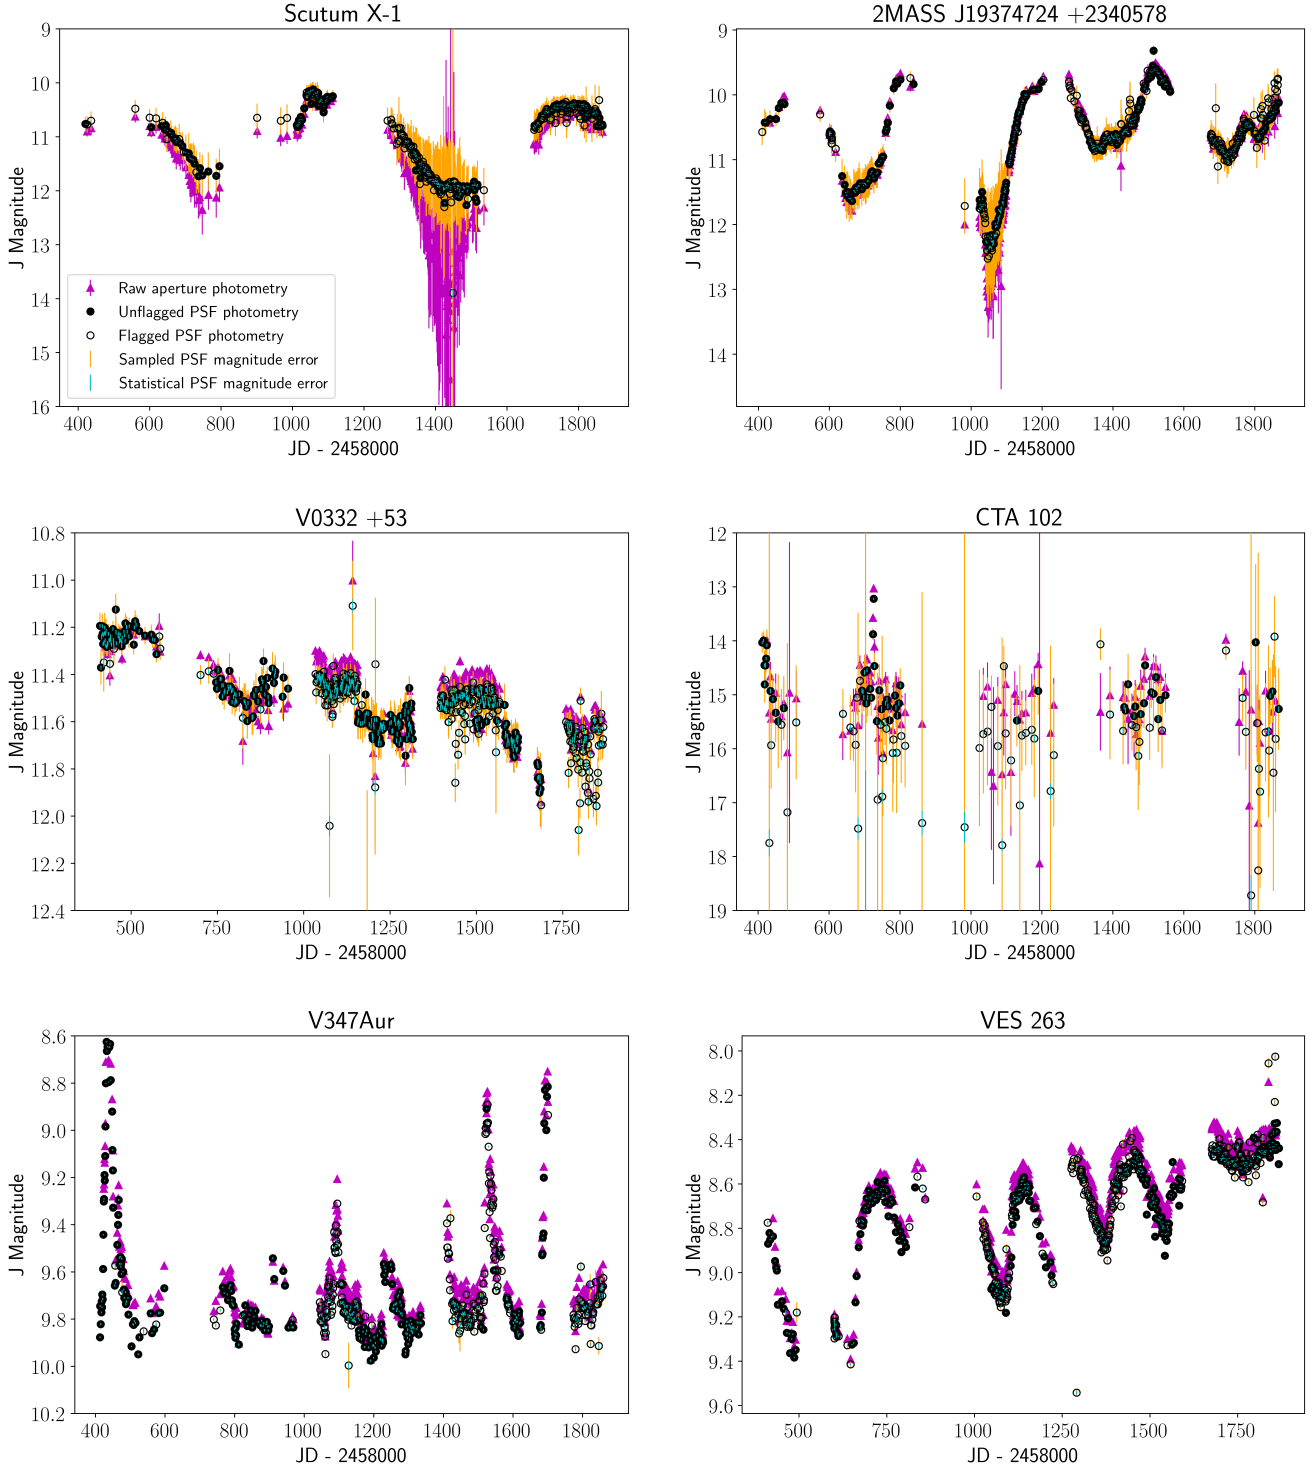 Scutum X-1
9
10
11
12
13
14
15
16
J Magnitude
Raw aperture photometry
Unflagged PSF photometry
Flagged PSF photometry
Sampled PSF magnitude error
Statistical PSF magnitude error
400 600 800 1000 1200 1400 1600 1800
JD - 2458000
2MASS J19374724 +2340578
9
10
11
12
13
14
J Magnitude
400 600 800 1000 1200 1400 1600 1800
JD - 2458000
V0332 +53
10.8
11.0
11.2
11.4
11.6
11.8
12.0
12.2
12.4
J Magnitude
500 750 1000 1250 1500 1750
JD - 2458000
CTA 102
12
13
14
15
16
17
18
19
J Magnitude
400 600 800 1000 1200 1400 1600 1800
JD - 2458000
V347Aur
8.6
8.8
9.0
9.2
9.4
9.6
9.8
10.0
10.2
J Magnitude
400 600 800 1000 1200 1400 1600 1800
JD - 2458000
VES 263
8.0
8.2
8.4
8.6
8.8
9.0
9.2
9.4
9.6
J Magnitude
500 750 1000 1250 1500 1750
JD - 2458000